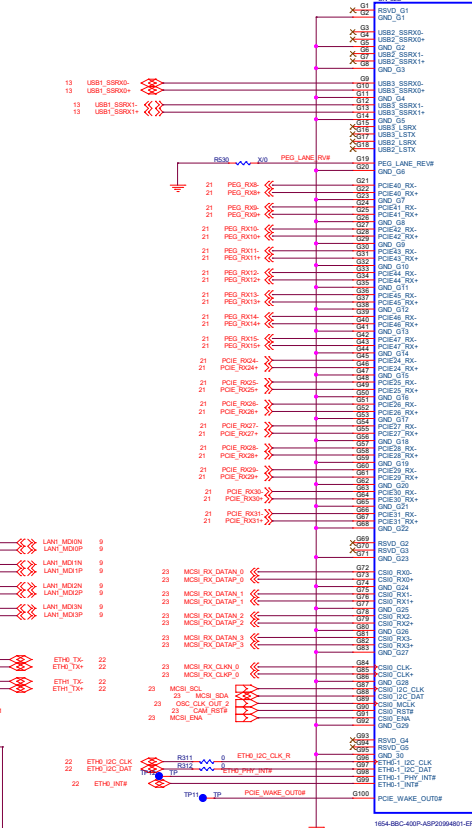 G1 RSVD_G1
G2 GND_G1
G3 USB2_SSRX0-
G4 USB2_SSRX0+
G5 GND_G2
G6 USB2_SSRX1-
G7 USB2_SSRX1+
G8 GND_G3
13 USB1_SSRX0- G9 USB3_SSRX0-
13 USB1_SSRX0+ G10 USB3_SSRX0+
G11 GND_G4
13 USB1_SSRX1- G12 USB3_SSRX1-
13 USB1_SSRX1+ G13 USB3_SSRX1+
G14 GND_G5
G15 USB3_LSRX
G16 USB3_LSTX
G17 USB2_LSRX
G18 USB2_LSTX
R530 X/0 PEG_LANE_RV# G19 PEG_LANE_REV#
G20 GND_G6
21 PEG_RX8- G21 PCIE40_RX-
21 PEG_RX8+ G22 PCIE40_RX+
G23 GND_G7
21 PEG_RX9- G24 PCIE41_RX-
21 PEG_RX9+ G25 PCIE41_RX+
G26 GND_G8
21 PEG_RX10- G27 PCIE42_RX-
21 PEG_RX10+ G28 PCIE42_RX+
G29 GND_G9
21 PEG_RX11- G30 PCIE43_RX-
21 PEG_RX11+ G31 PCIE43_RX+
G32 GND_G10
21 PEG_RX12- G33 PCIE44_RX-
21 PEG_RX12+ G34 PCIE44_RX+
G35 GND_G11
21 PEG_RX13- G36 PCIE45_RX-
21 PEG_RX13+ G37 PCIE45_RX+
G38 GND_G12
21 PEG_RX14- G39 PCIE46_RX-
21 PEG_RX14+ G40 PCIE46_RX+
G41 GND_G13
21 PEG_RX15- G42 PCIE47_RX-
21 PEG_RX15+ G43 PCIE47_RX+
G44 GND_G14
21 PCIE_RX24- G45 PCIE24_RX-
21 PCIE_RX24+ G46 PCIE24_RX+
G47 GND_G15
21 PCIE_RX25- G48 PCIE25_RX-
21 PCIE_RX25+ G49 PCIE25_RX+
G50 GND_G16
21 PCIE_RX26- G51 PCIE26_RX-
21 PCIE_RX26+ G52 PCIE26_RX+
G53 GND_G17
21 PCIE_RX27- G54 PCIE27_RX-
21 PCIE_RX27+ G55 PCIE27_RX+
G56 GND_G18
21 PCIE_RX28- G57 PCIE28_RX-
21 PCIE_RX28+ G58 PCIE28_RX+
G59 GND_G19
21 PCIE_RX29- G60 PCIE29_RX-
21 PCIE_RX29+ G61 PCIE29_RX+
G62 GND_G20
21 PCIE_RX30- G63 PCIE30_RX-
21 PCIE_RX30+ G64 PCIE30_RX+
G65 GND_G21
21 PCIE_RX31- G66 PCIE31_RX-
21 PCIE_RX31+ G67 PCIE31_RX+
G68 GND_G22
LAN1_MDI0N 9 G69 RSVD_G2
LAN1_MDI0P 9 G70 RSVD_G3
G71 GND_G23
LAN1_MDI1N 9
LAN1_MDI1P 9
23 MCSI_RX_DATAN_0 G72 CSI0_RX0-
23 MCSI_RX_DATAP_0 G73 CSI0_RX0+
LAN1_MDI2N 9 G74 GND_G24
LAN1_MDI2P 9
23 MCSI_RX_DATAN_1 G75 CSI0_RX1-
23 MCSI_RX_DATAP_1 G76 CSI0_RX1+
LAN1_MDI3N 9 G77 GND_G25
LAN1_MDI3P 9
23 MCSI_RX_DATAN_2 G78 CSI0_RX2-
23 MCSI_RX_DATAP_2 G79 CSI0_RX2+
G80 GND_G26
23 MCSI_RX_DATAN_3 G81 CSI0_RX3-
23 MCSI_RX_DATAP_3 G82 CSI0_RX3+
G83 GND_G27
ETH0_TX- 22
ETH0_TX+ 22
23 MCSI_RX_CLKN_0 G84 CSI0_CLK-
23 MCSI_RX_CLKP_0 G85 CSI0_CLK+
ETH1_TX- 22 G86 GND_G28
ETH1_TX+ 22
23 MCSI_SCL G87 CSI0_I2C_CLK
23 MCSI_SDA G88 CSI0_I2C_DAT
23 OSC_CLK_OUT_2 G89 CSI0_MCLK
23 CAM_RST# G90 CSI0_RST#
23 MCSI_ENA G91 CSI0_ENA
G92 GND_G29
G93 RSVD_G4
G94 RSVD_G5
G95 GND_30
22 ETH0_I2C_CLK R311 0 ETH0_I2C_CLK_R G96 ETH0-1_I2C_CLK
22 ETH0_I2C_DAT R312 0 G97 ETH0-1_I2C_DAT
TP ETH0_PHY_INT# G98 ETH0-1_PHY_INT#
22 ETH0_INT# G99 ETH0-1_INT#
TP11 TP PCIE_WAKE_OUT0# G100 PCIE_WAKE_OUT0#